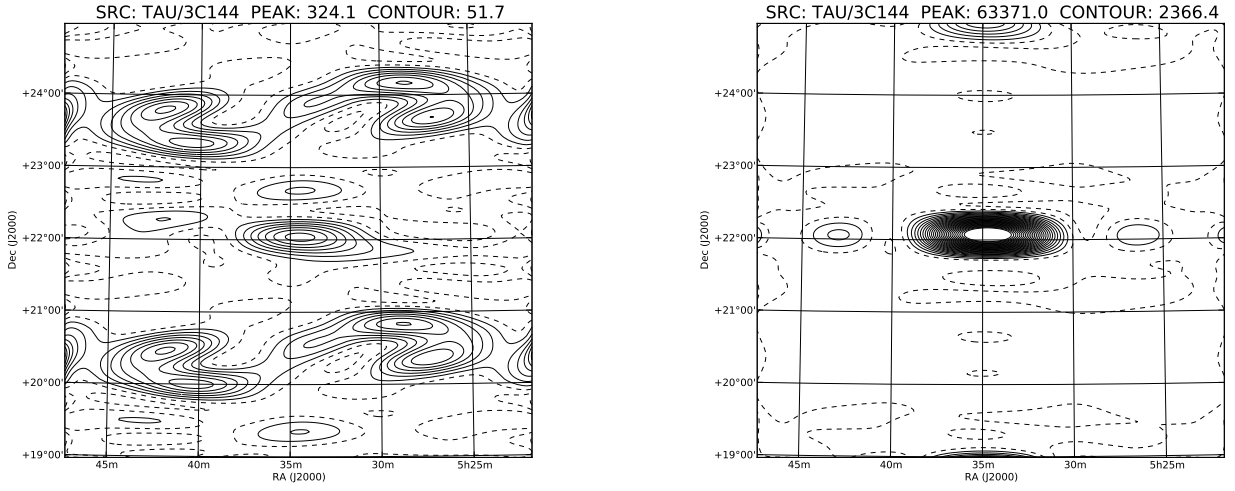 SRC: TAU/3C144 PEAK: 324.1 CONTOUR: 51.7
+24°00'
+23°00'
+22°00'
+21°00'
+20°00'
+19°00'
Dec (J2000)
45m
40m
35m
30m
5h25m
RA (J2000)
SRC: TAU/3C144 PEAK: 63371.0 CONTOUR: 2366.4
+24°00'
+23°00'
+22°00'
+21°00'
+20°00'
+19°00'
Dec (J2000)
45m
40m
35m
30m
5h25m
RA (J2000)